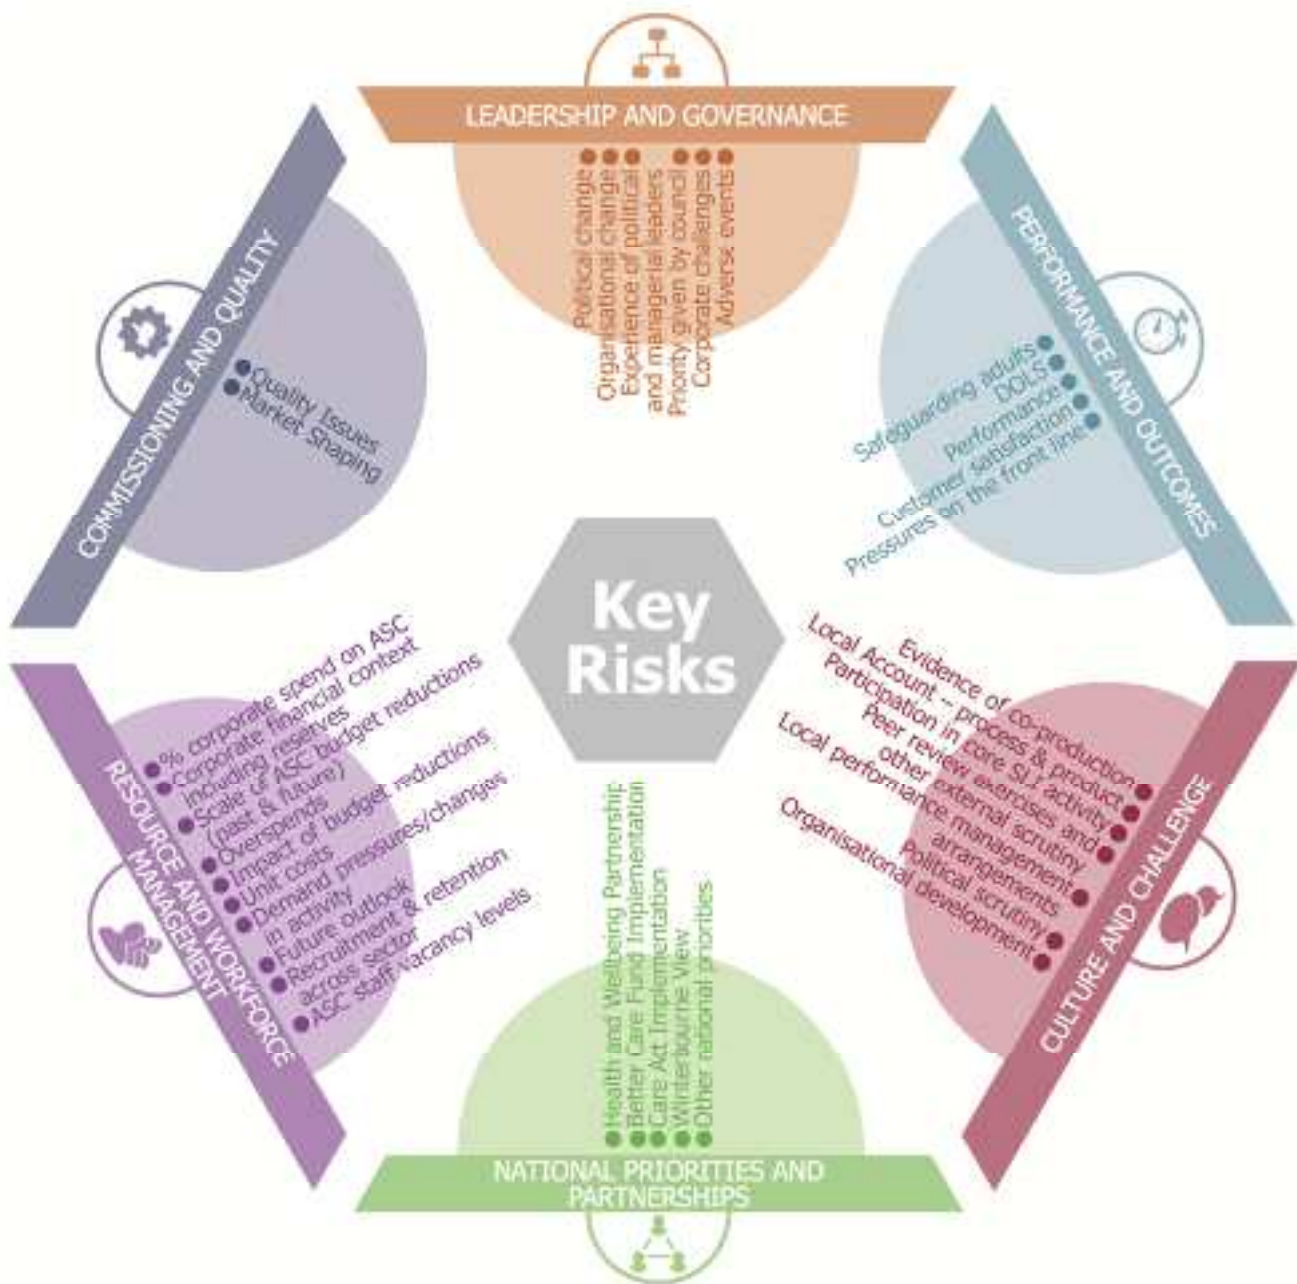 LEADERSHIP AND GOVERNANCE
Political change
Organisational change
Experience of political
and managerial leaders
Priority given by council
Corporate challenges
Adverse events
PERFORMANCE AND OUTCOMES
Safeguarding adults
DOLS
Performance
Customer satisfaction
Pressures on the front line
CULTURE AND CHALLENGE
Evidence of co-production
Local Account – process & product
Participation in core SLI activity
Peer review exercises and
other external scrutiny
Local performance management
arrangements
Political scrutiny
Organisational development
NATIONAL PRIORITIES AND
PARTNERSHIPS
Health and Wellbeing Partnership
Better Care Fund Implementation
Care Act Implementation
Winterbourne View
Other national priorities
RESOURCE AND WORKFORCE
MANAGEMENT
% corporate spend on ASC
Corporate financial context
including reserves
Scale of ASC budget reductions
(past & future)
Overspends
Impact of budget reductions
Unit costs
Demand pressures/changes
in activity
Future outlook
Recruitment & retention
across sector
ASC staff vacancy levels
COMMISSIONING AND QUALITY
Quality Issues
Market Shaping
Key
Risks